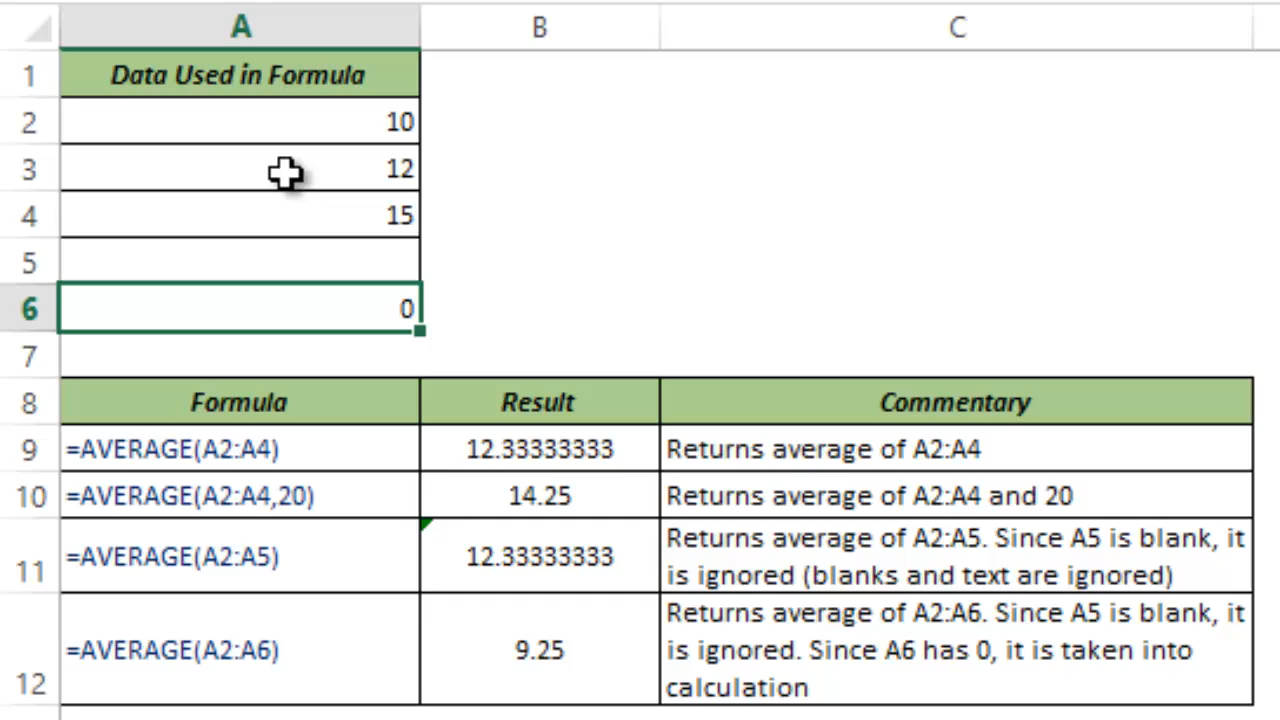 A B C
1 Data Used in Formula
2 10
3 12
4 15
5
6 0
7
8 Formula Result Commentary
9 =AVERAGE(A2:A4) 12.33333333 Returns average of A2:A4
10 =AVERAGE(A2:A4,20) 14.25 Returns average of A2:A4 and 20
11 =AVERAGE(A2:A5) 12.33333333 Returns average of A2:A5. Since A5 is blank, it
is ignored (blanks and text are ignored)
12 =AVERAGE(A2:A6) 9.25 Returns average of A2:A6. Since A5 is blank, it
is ignored. Since A6 has 0, it is taken into
calculation